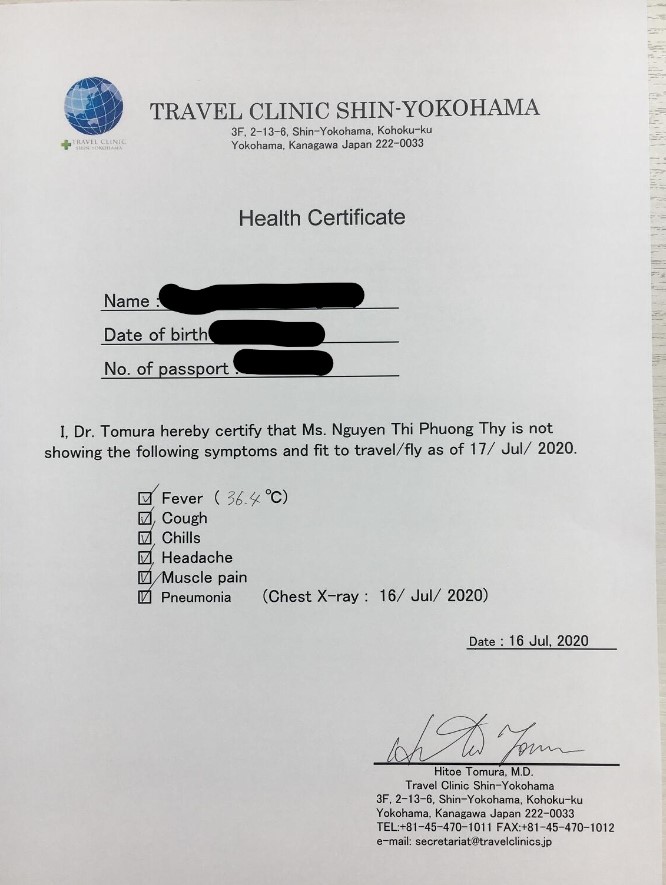 TRAVEL CLINIC SHIN-YOKOHAMA
3F, 2-13-6, Shin-Yokohama, Kohoku-ku
Yokohama, Kanagawa Japan 222-0033
TRAVEL CLINIC
SHIN-YOKOHAMA
Health Certificate
Name :
Date of birth
No. of passport :
I, Dr. Tomura hereby certify that Ms. Nguyen Thi Phuong Thy is not
showing the following symptoms and fit to travel/fly as of 17/ Jul/ 2020.
Fever ( 36.4 ℃)
Cough
Chills
Headache
Muscle pain
Pneumonia (Chest X-ray : 16/ Jul/ 2020)
Date : 16 Jul, 2020
Hitoe Tomura, M.D.
Travel Clinic Shin-Yokohama
3F, 2-13-6, Shin-Yokohama, Kohoku-ku
Yokohama, Kanagawa Japan 222-0033
TEL:+81-45-470-1011 FAX:+81-45-470-1012
e-mail: secretariat@travelclinics.jp